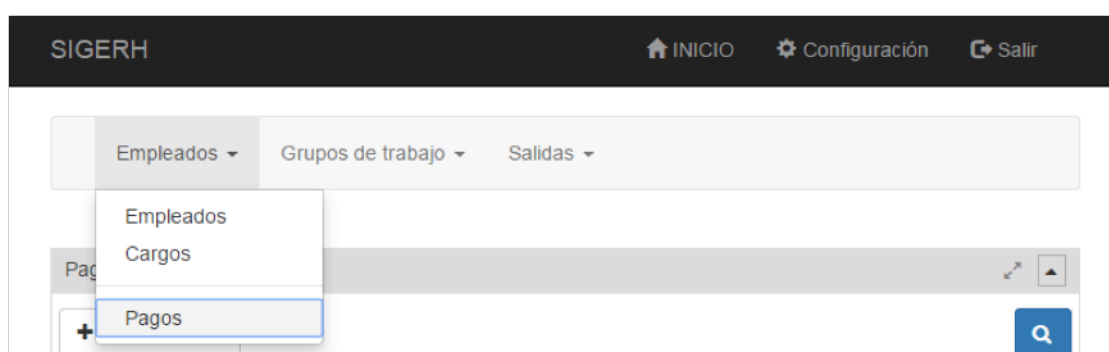 SIGERH INICIO Configuración Salir
Empleados Grupos de trabajo Salidas
Empleados
Cargos
Pag
Pagos
+